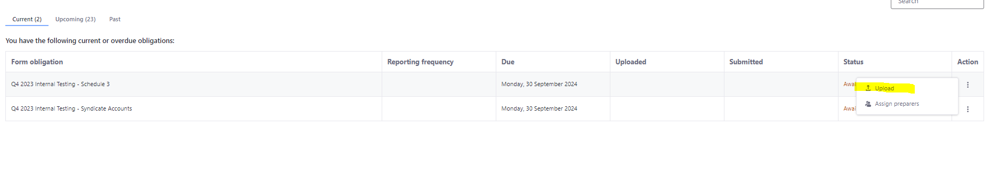 Search
Current (2) Upcoming (23) Past
You have the following current or overdue obligations:
Form obligation Reporting frequency Due Uploaded Submitted Status Action
Q4 2023 Internal Testing - Schedule 3 Monday, 30 September 2024 Awai
Upload
Assign preparers
Q4 2023 Internal Testing - Syndicate Accounts Monday, 30 September 2024 Awai